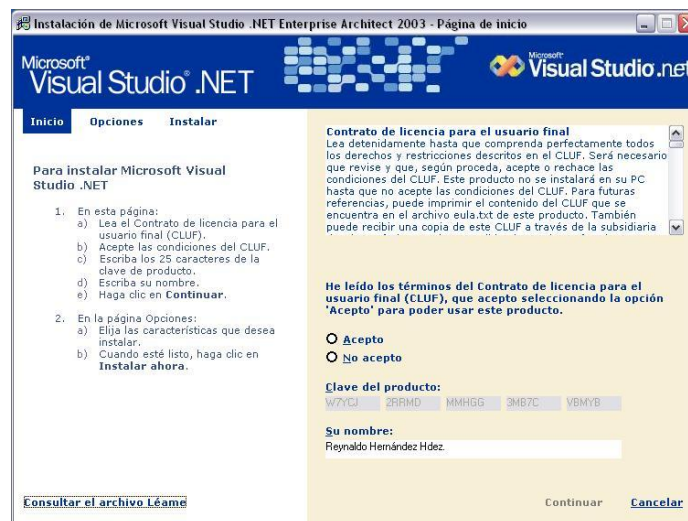 Instalación de Microsoft Visual Studio .NET Enterprise Architect 2003 - Página de inicio
Microsoft®
Visual Studio® .NET
Microsoft®
Visual Studio.net
Inicio Opciones Instalar
Para instalar Microsoft Visual
Studio .NET
1. En esta página:
a) Lea el Contrato de licencia para el
usuario final (CLUF).
b) Acepte las condiciones del CLUF.
c) Escriba los 25 caracteres de la
clave de producto.
d) Escriba su nombre.
e) Haga clic en Continuar.
2. En la página Opciones:
a) Elija las características que desea
instalar.
b) Cuando esté listo, haga clic en
Instalar ahora.
Consultar el archivo Léame
Contrato de licencia para el usuario final
Lea detenidamente hasta que comprenda perfectamente todos
los derechos y restricciones descritos en el CLUF. Será necesario
que revise y que, según proceda, acepte o rechace las
condiciones del CLUF. Este producto no se instalará en su PC
hasta que no acepte las condiciones del CLUF. Para futuras
referencias, puede imprimir el contenido del CLUF que se
encuentra en el archivo eula.txt de este producto. También
puede recibir una copia de este CLUF a través de la subsidiaria
He leído los términos del Contrato de licencia para el
usuario final (CLUF), que acepto seleccionando la opción
'Acepto' para poder usar este producto.
Acepto
No acepto
Clave del producto:
W7YCJ 2RRMD MMHGG 3MB7C VBMYB
Su nombre:
Reynaldo Hernández Hdez.
Continuar Cancelar